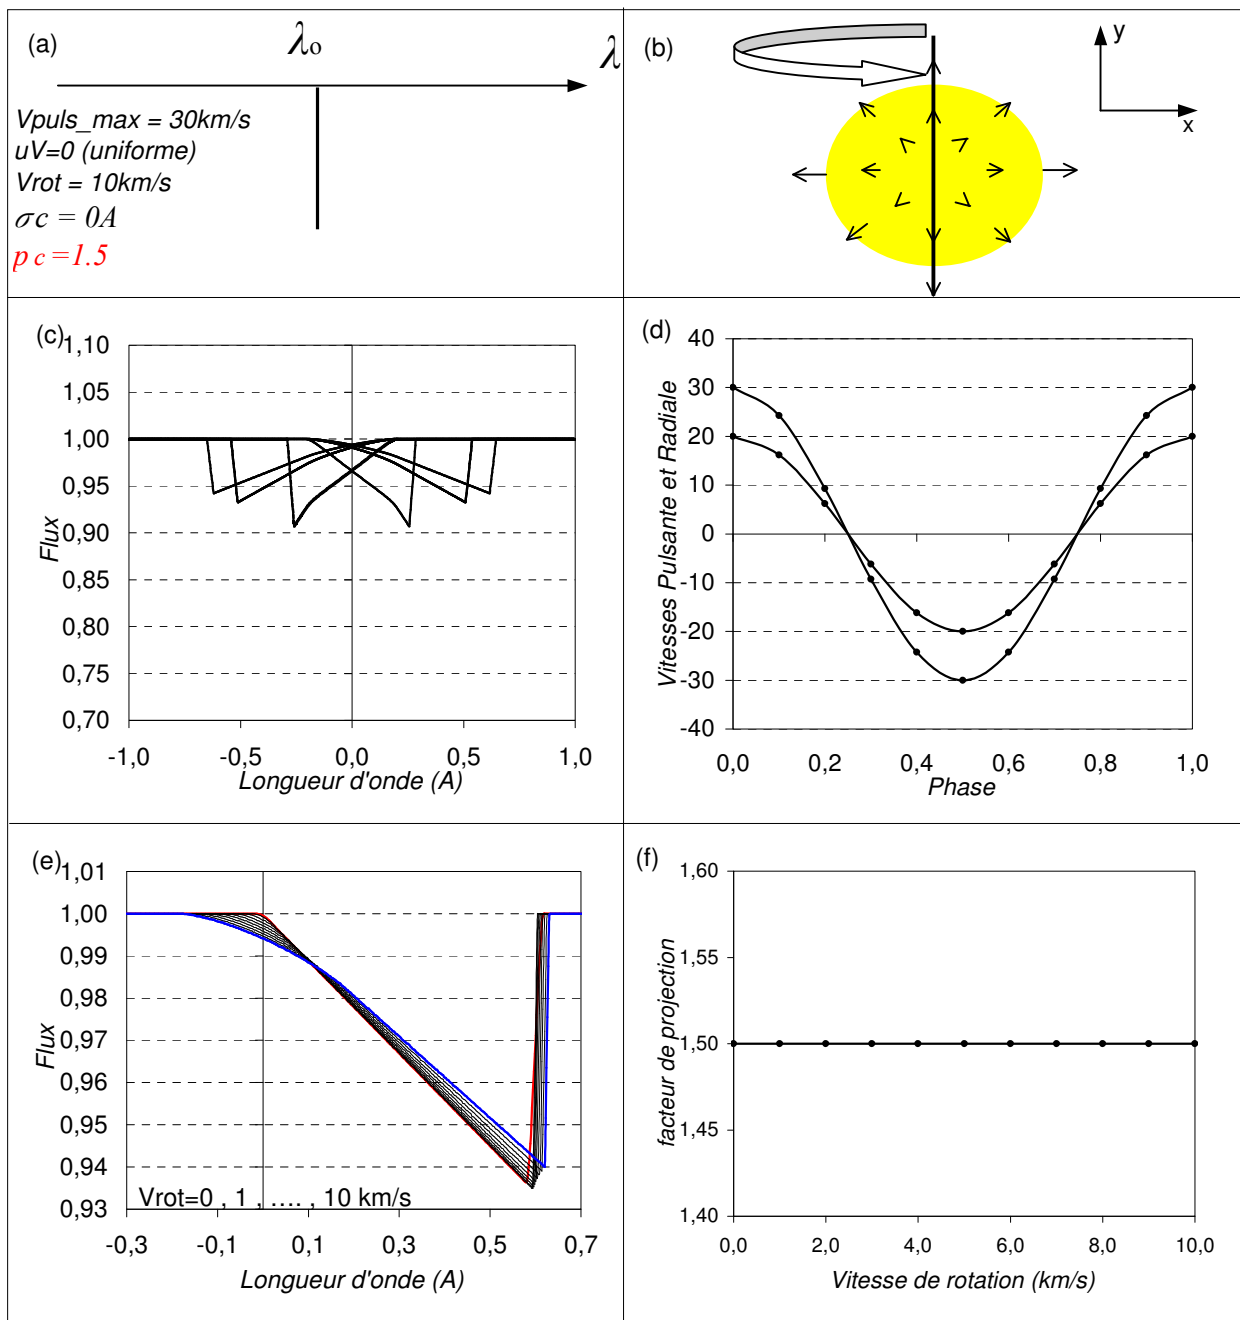 (a)
λo
λ
Vpuls_max = 30km/s
uV=0 (uniforme)
Vrot = 10km/s
σc = 0A
p c =1.5
(b)
y
x
(c)
1,10
1,05
1,00
0,95
0,90
0,85
0,80
0,75
0,70
Flux
-1,0
-0,5
0,0
0,5
1,0
Longueur d'onde (A)
(d)
40
30
20
10
0
-10
-20
-30
-40
Vitesses Pulsante et Radiale
0,0
0,2
0,4
0,6
0,8
1,0
Phase
(e)
1,01
1,00
0,99
0,98
0,97
0,96
0,95
0,94
0,93
Flux
Vrot=0 , 1 , .... , 10 km/s
-0,3
-0,1
0,1
0,3
0,5
0,7
Longueur d'onde (A)
(f)
1,60
1,55
1,50
1,45
1,40
facteur de projection
0,0
2,0
4,0
6,0
8,0
10,0
Vitesse de rotation (km/s)